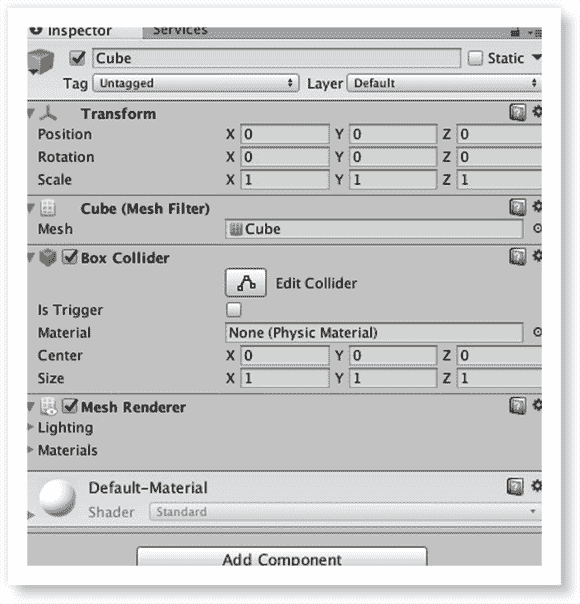 Inspector Services
Cube Static
Tag Untagged Layer Default
Transform
Position X 0 Y 0 Z 0
Rotation X 0 Y 0 Z 0
Scale X 1 Y 1 Z 1
Cube (Mesh Filter)
Mesh Cube
Box Collider
Edit Collider
Is Trigger
Material None (Physic Material)
Center X 0 Y 0 Z 0
Size X 1 Y 1 Z 1
Mesh Renderer
Lighting
Materials
Default-Material
Shader Standard
Add Component